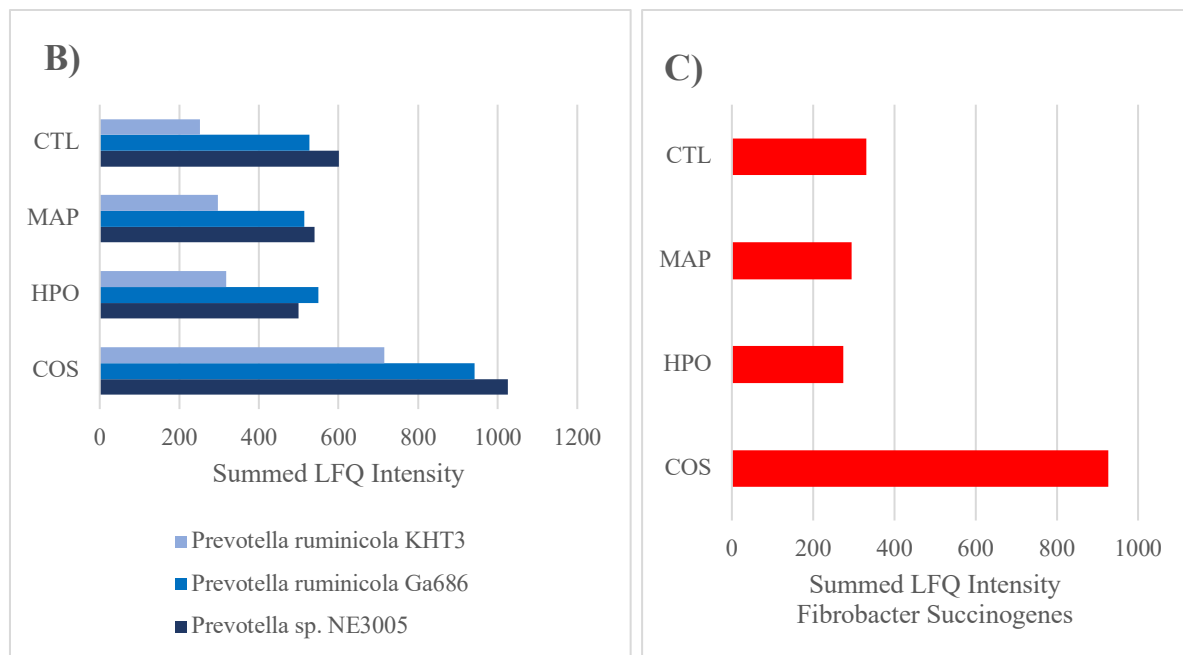 B)
CTL
MAP
HPO
COS
0 200 400 600 800 1000 1200
Summed LFQ Intensity
Prevotella ruminicola KHT3
Prevotella ruminicola Ga686
Prevotella sp. NE3005
C)
CTL
MAP
HPO
COS
0 200 400 600 800 1000
Summed LFQ Intensity
Fibrobacter Succinogenes